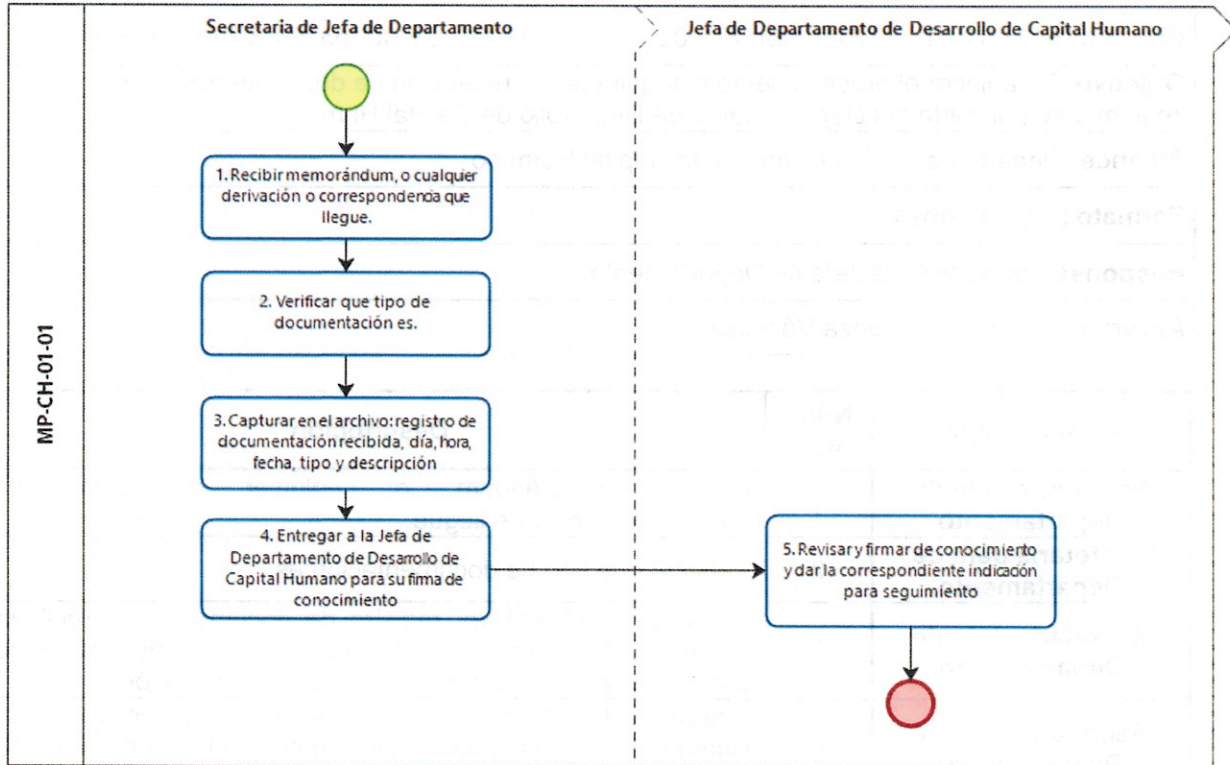 Secretaria de Jefa de Departamento
Jefa de Departamento de Desarrollo de Capital Humano
MP-CH-01-01
1. Recibir memorándum, o cualquier
derivación o correspondencia que
llegue.
2. Verificar que tipo de
documentación es.
3. Capturar en el archivo: registro de
documentación recibida, día, hora,
fecha, tipo y descripción
4. Entregar a la Jefa de
Departamento de Desarrollo de
Capital Humano para su firma de
conocimiento
5. Revisar y firmar de conocimiento
y dar la correspondiente indicación
para seguimiento